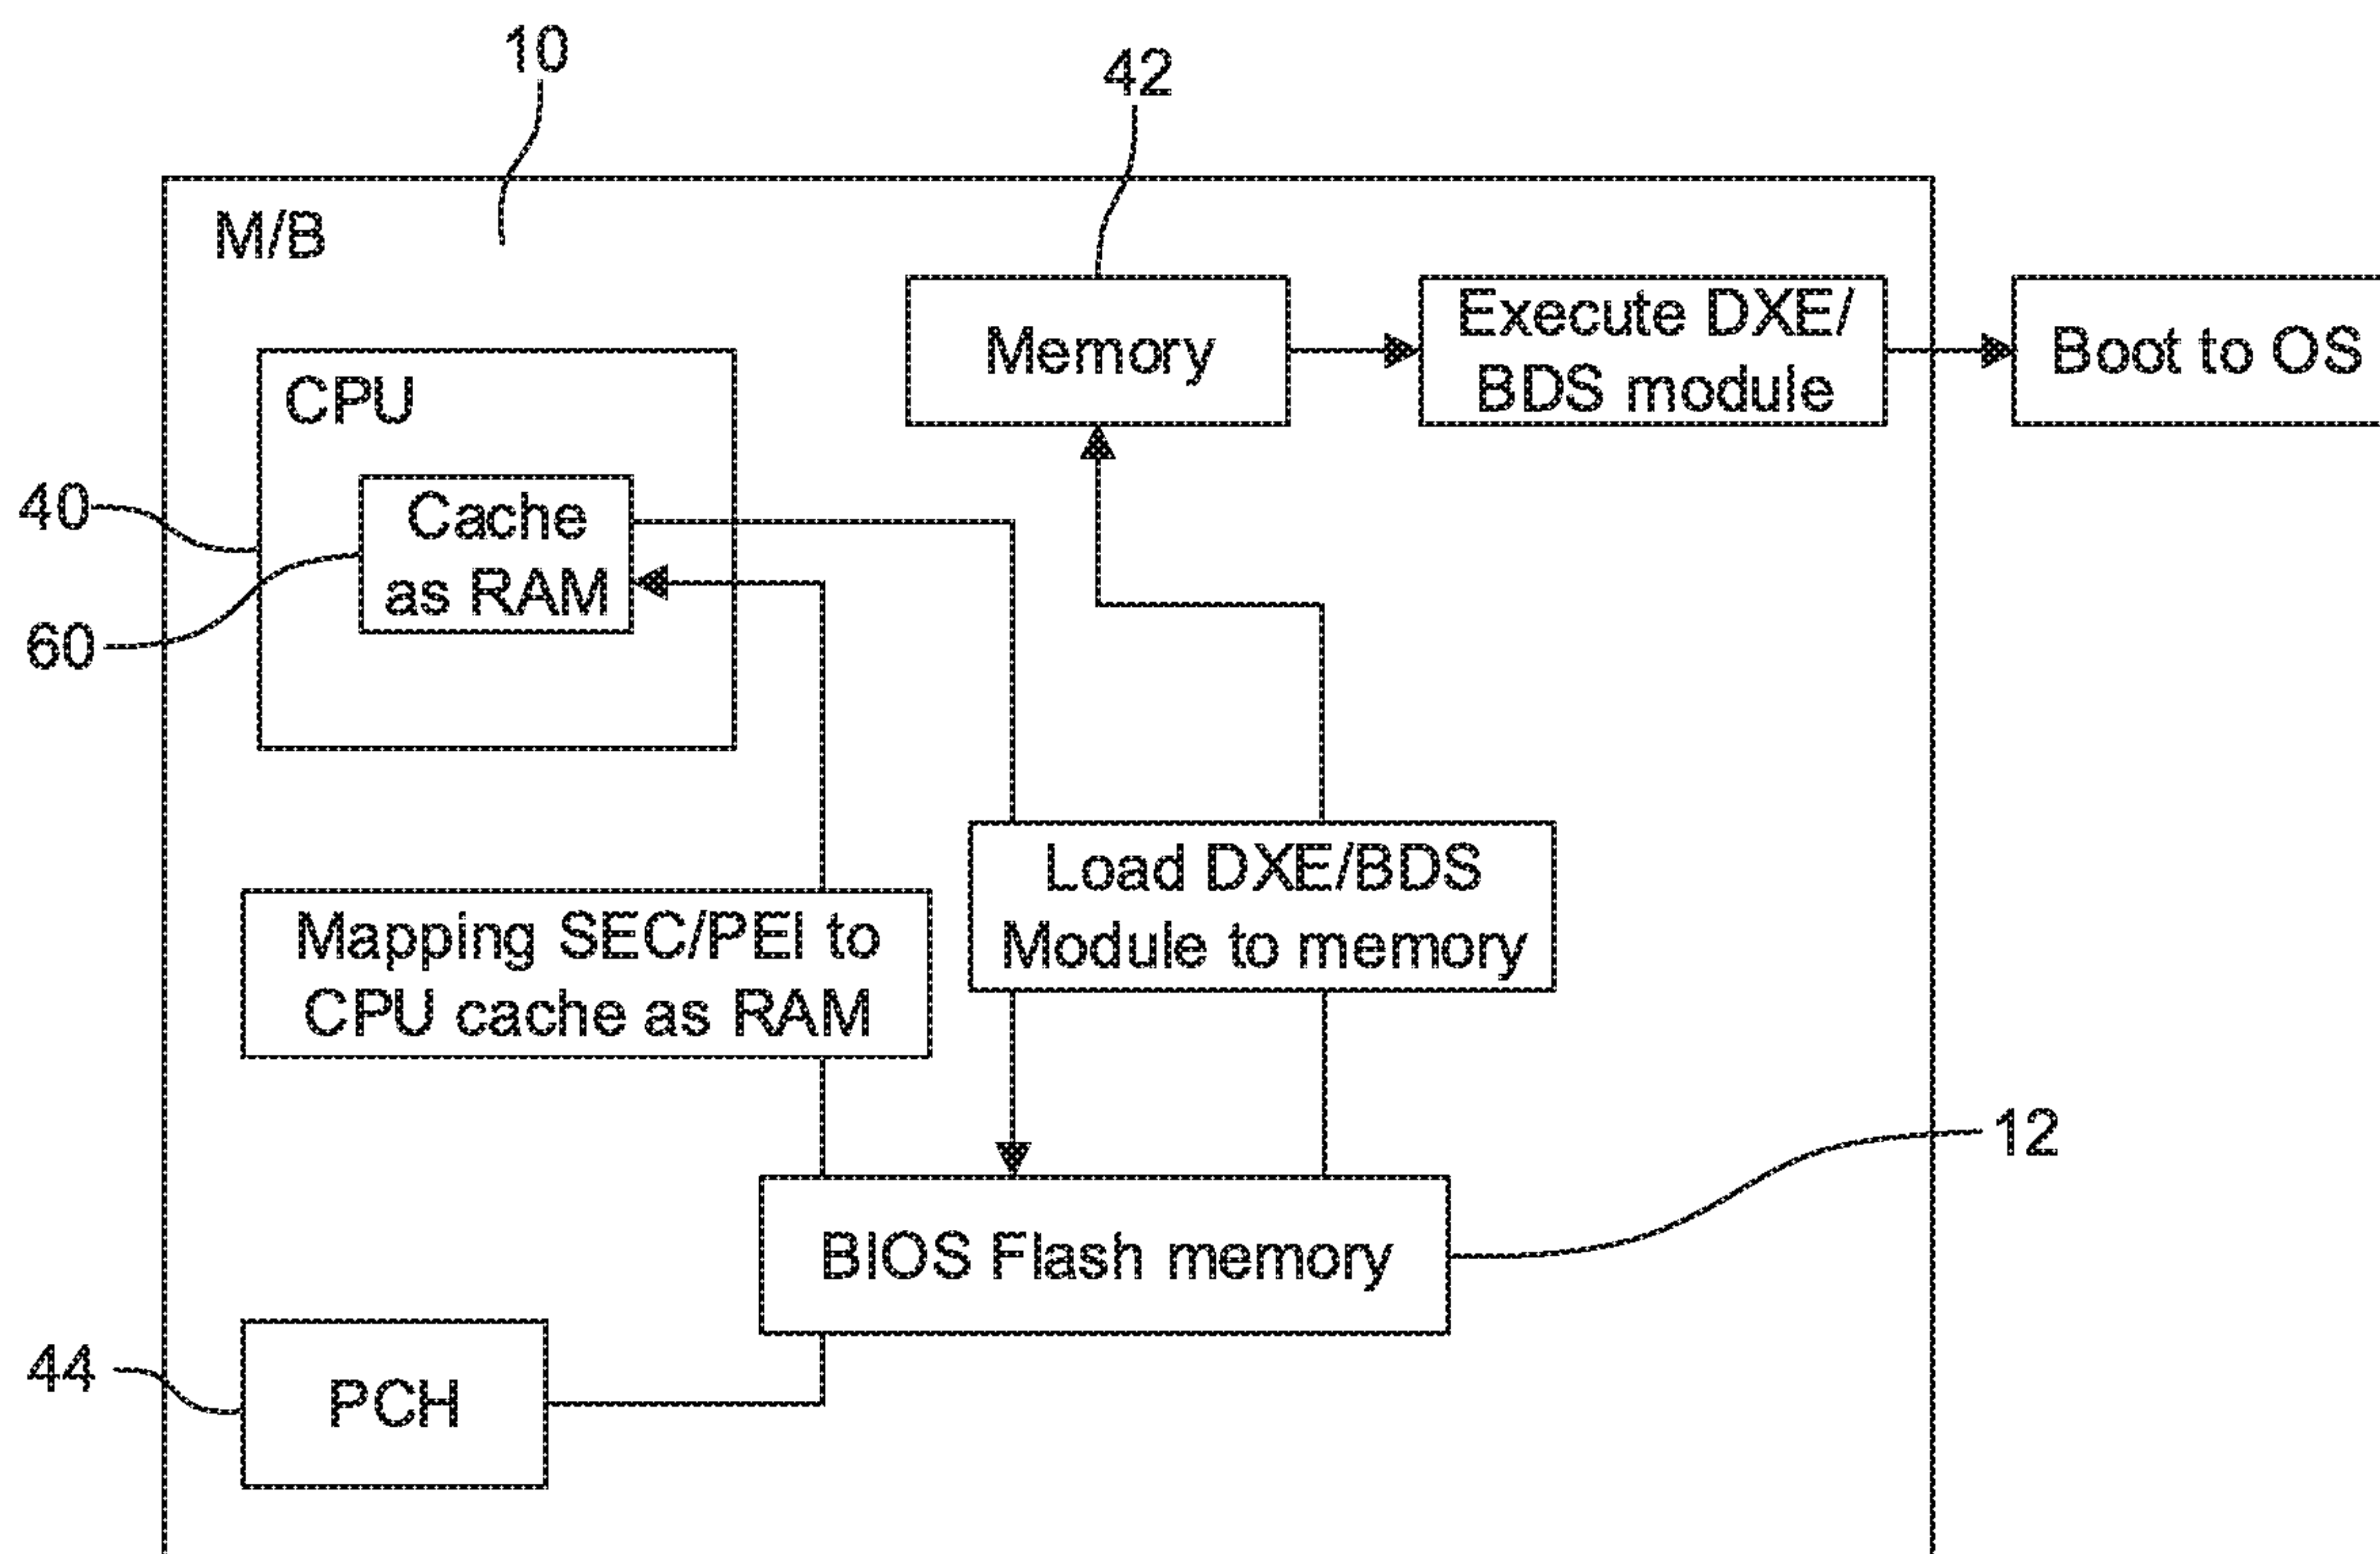 10
42
M/B
Memory
Execute DXE/
BDS module
Boot to OS
CPU
40
Cache
as RAM
60
Load DXE/BDS
Module to memory
Mapping SEC/PEI to
CPU cache as RAM
12
BIOS Flash memory
44
PCH